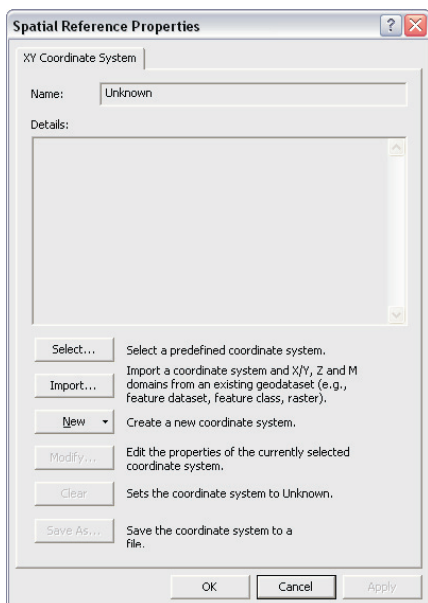 Spatial Reference Properties
XY Coordinate System
Name: Unknown
Details:
Select... Select a predefined coordinate system.
Import... Import a coordinate system and X/Y, Z and M
domains from an existing geodataset (e.g.,
feature dataset, feature class, raster).
New Create a new coordinate system.
Modify... Edit the properties of the currently selected
coordinate system.
Clear Sets the coordinate system to Unknown.
Save As... Save the coordinate system to a
file.
OK Cancel Apply